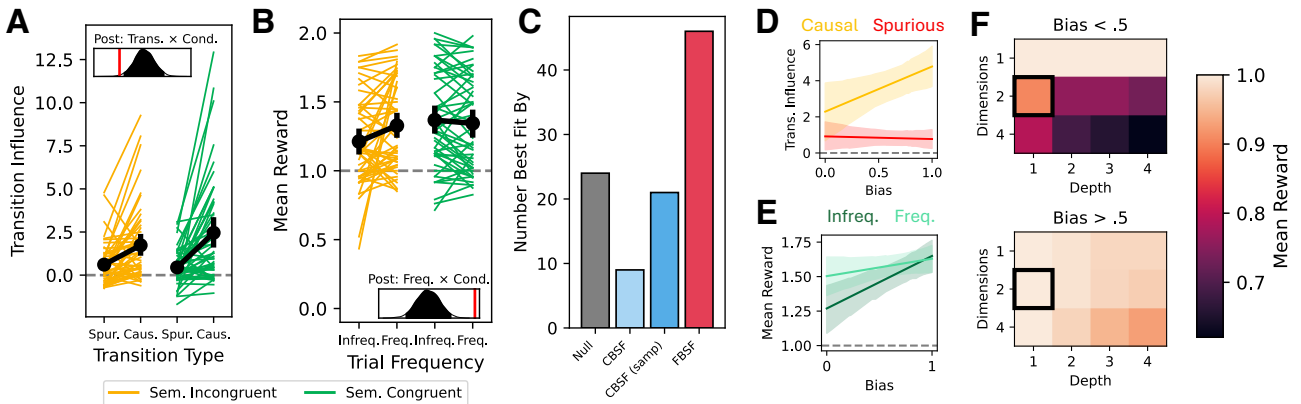 A
Post: Trans. × Cond.
Transition Influence
12.5
10.0
7.5
5.0
2.5
0.0
Spur. Caus. Spur. Caus.
Transition Type
B
Mean Reward
2.0
1.5
1.0
0.5
0.0
Post: Freq. × Cond.
Infreq. Freq. Infreq. Freq.
Trial Frequency
Sem. Incongruent
Sem. Congruent
C
Number Best Fit By
40
30
20
10
0
Null
CBSF
CBSF (samp)
FBSF
D
Causal Spurious
Trans. Influence
6
4
2
0
0.0 0.5 1.0
Bias
E
Infreq. Freq.
Mean Reward
1.75
1.50
1.25
1.00
0 1
Bias
F
Bias < .5
Dimensions
1
2
4
1 2 3 4
Depth
Bias > .5
Dimensions
1
2
4
1 2 3 4
Depth
1.0
0.9
0.8
0.7
Mean Reward